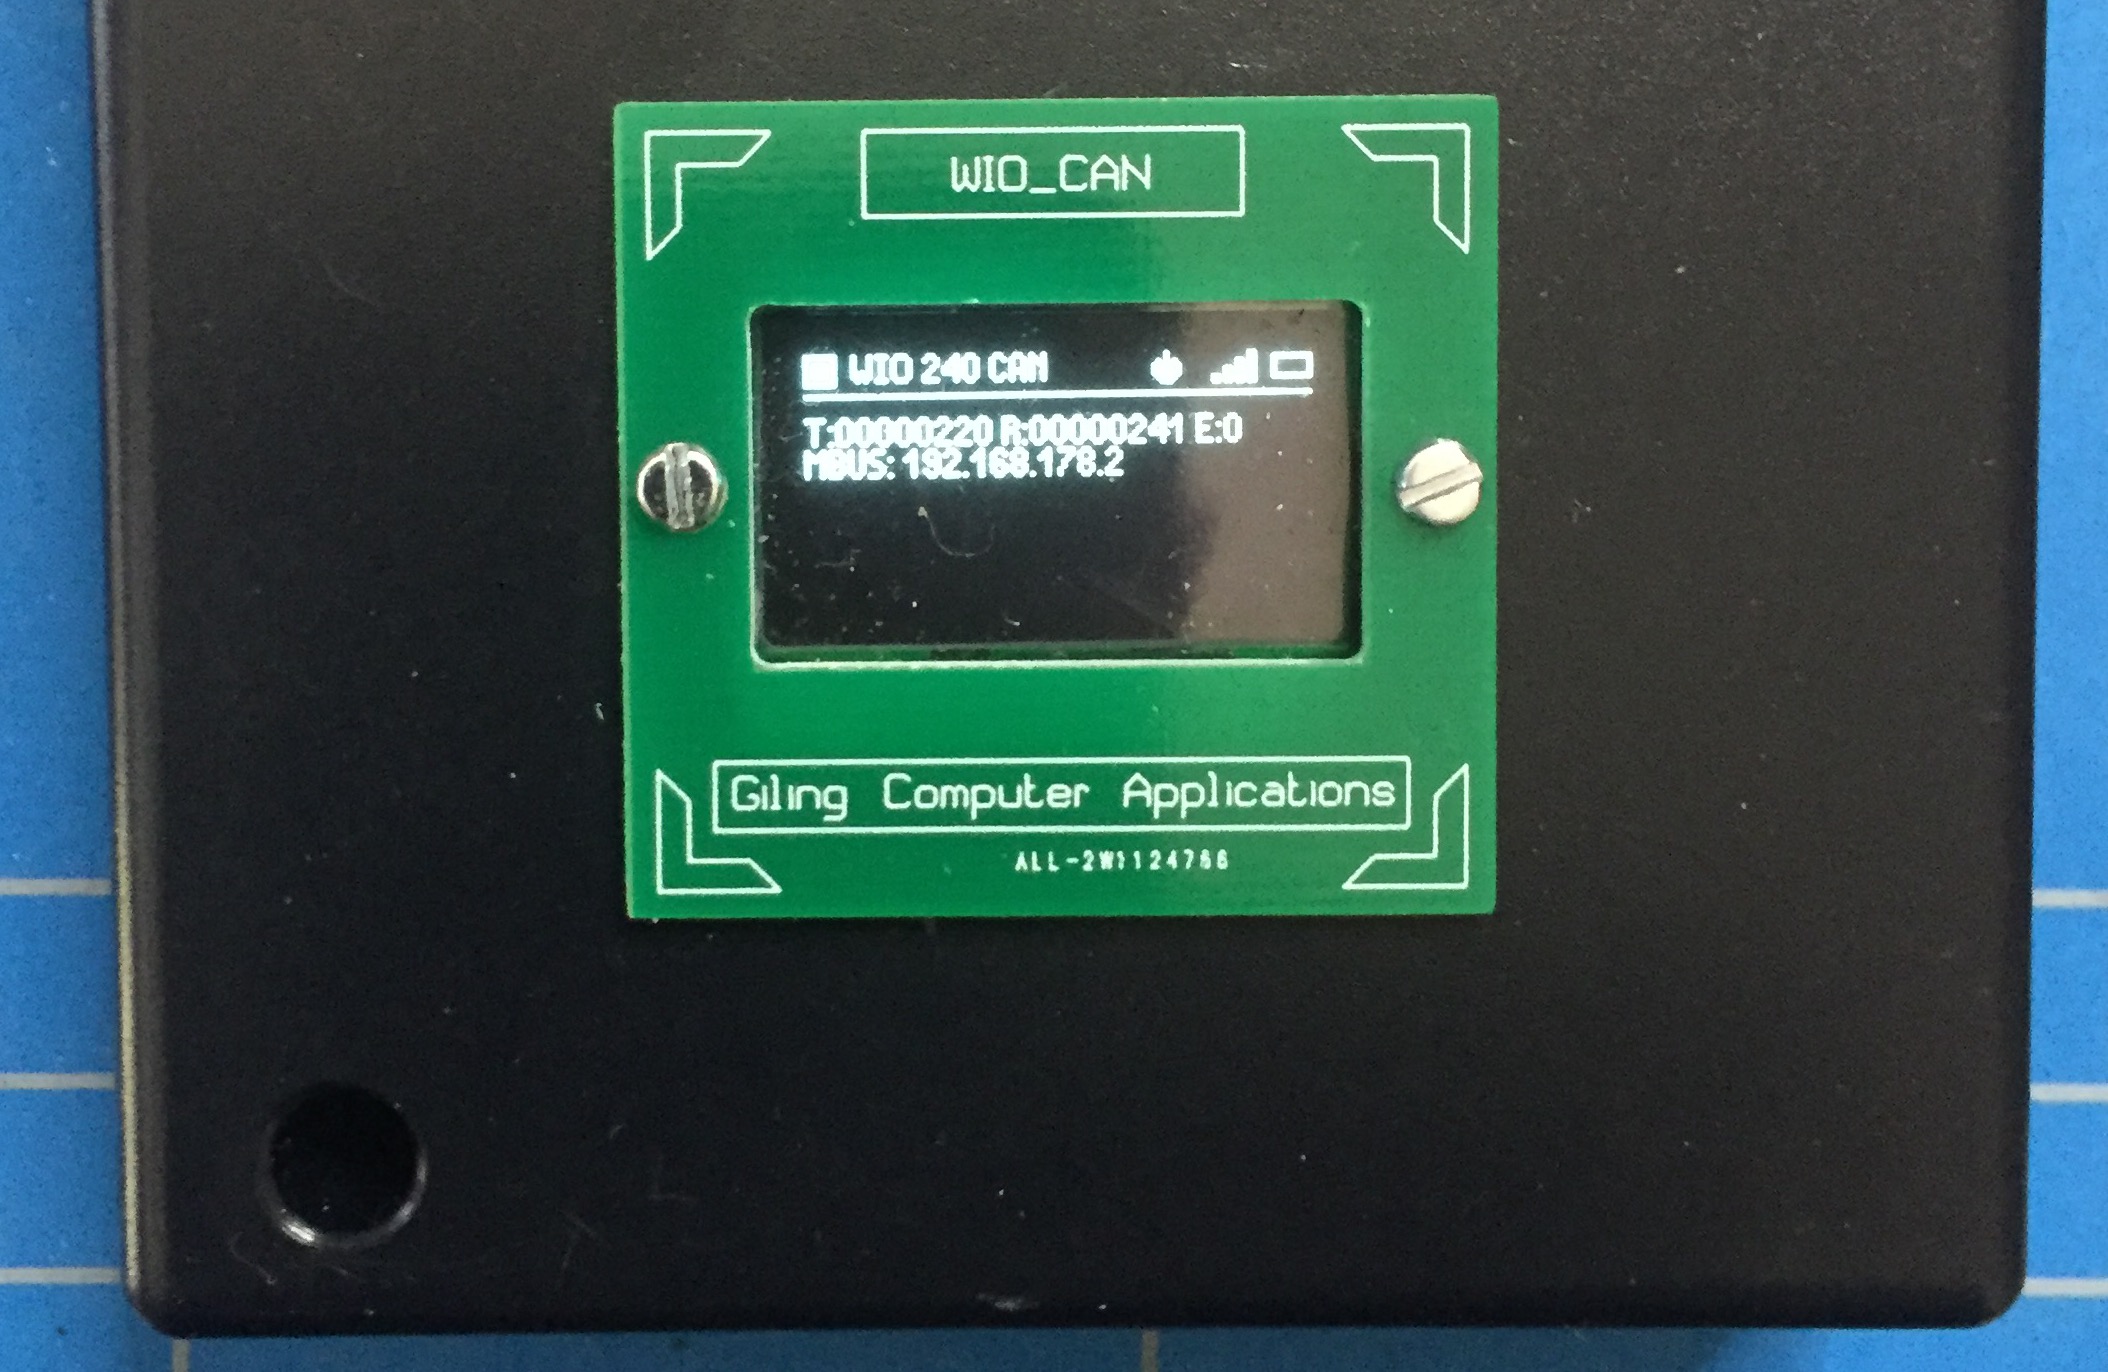 WIO_CAN
WIO 240 CAN
T:00000220 R:00000241 E:0
MBUS: 192.168.178.2
Giling Computer Applications
ALL-2W1124766